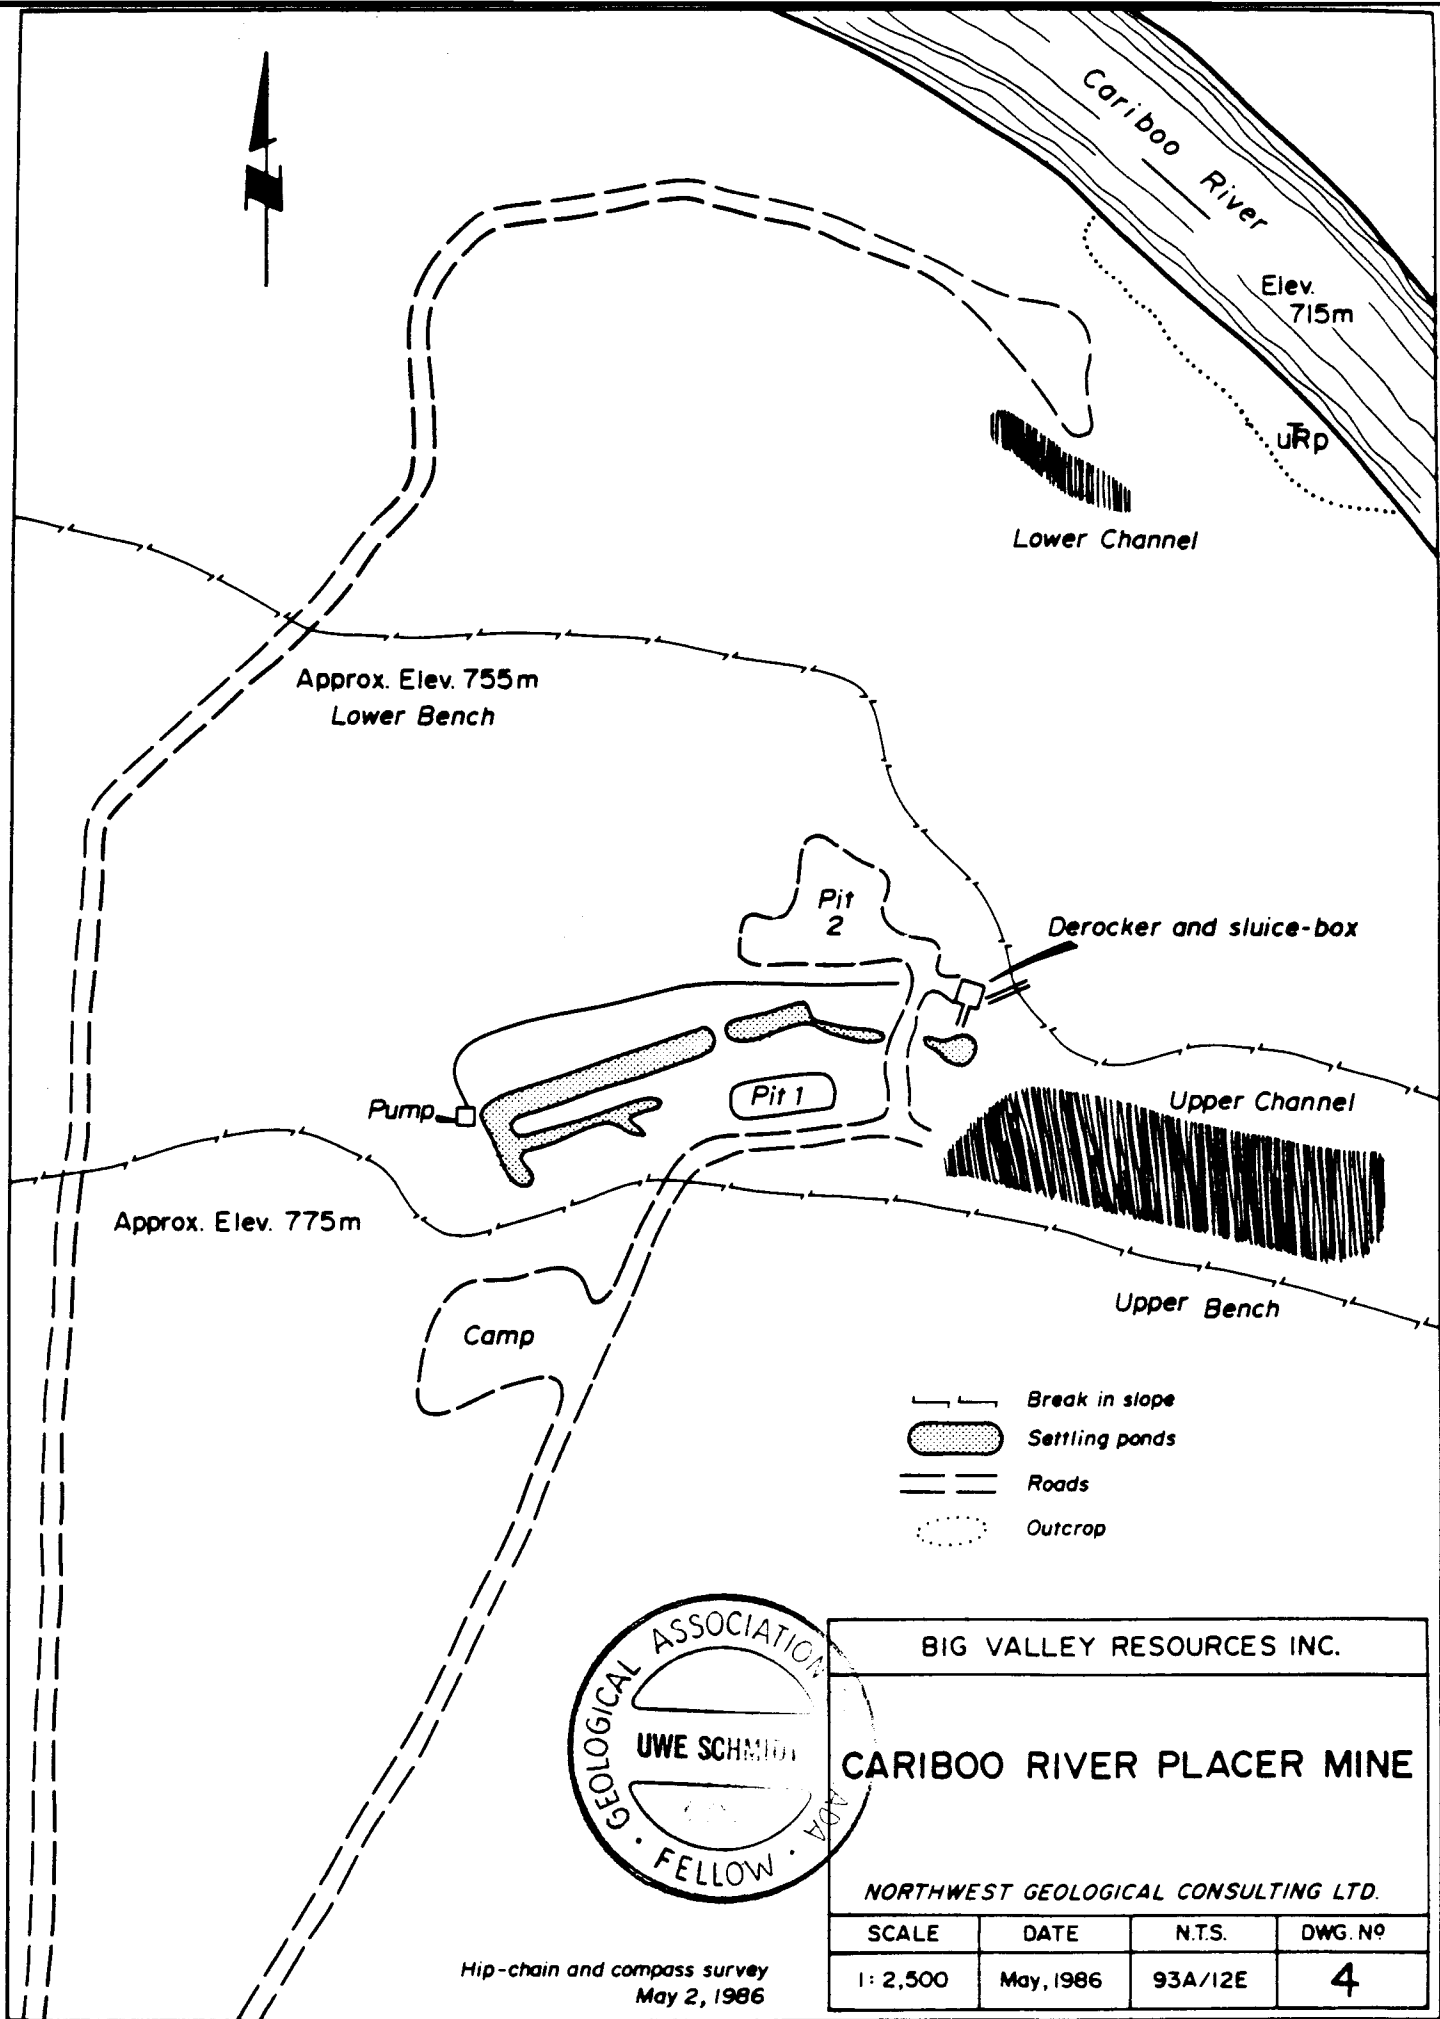 Cariboo River
Elev.
715m
uTRp
Lower Channel
Approx. Elev. 755m
Lower Bench
Pit
2
Derocker and sluice-box
Pump
Pit 1
Upper Channel
Approx. Elev. 775m
Upper Bench
Camp
Break in slope
Settling ponds
Roads
Outcrop
GEOLOGICAL ASSOCIATION
UWE SCHMIDT
ADA
· FELLOW ·
BIG VALLEY RESOURCES INC.
CARIBOO RIVER PLACER MINE
NORTHWEST GEOLOGICAL CONSULTING LTD.
SCALE DATE N.T.S. DWG. Nº
1: 2,500 May, 1986 93A/12E 4
Hip-chain and compass survey
May 2, 1986